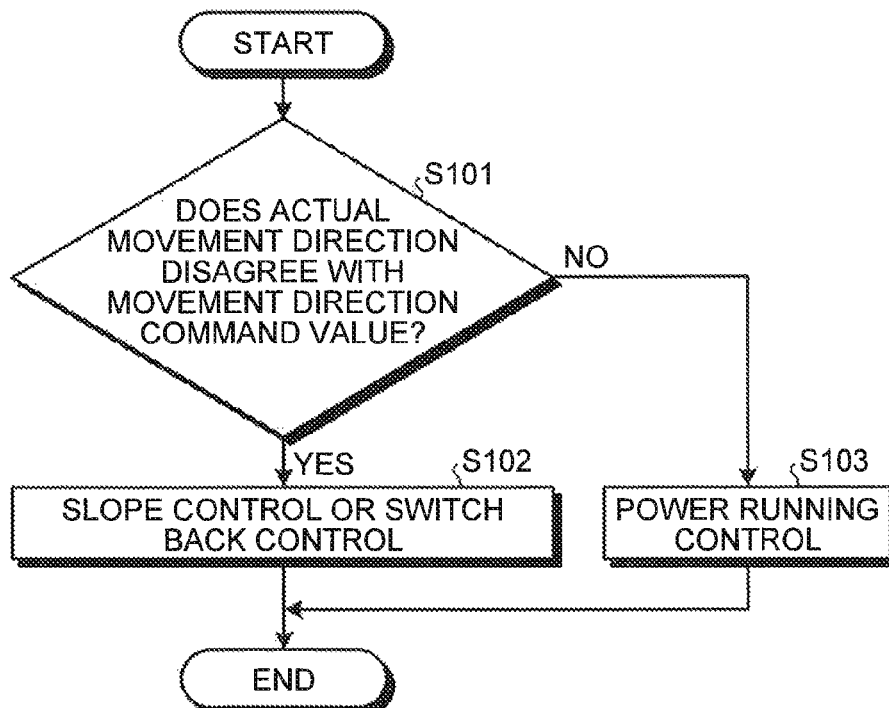 START
S101
DOES ACTUAL
MOVEMENT DIRECTION
DISAGREE WITH
MOVEMENT DIRECTION
COMMAND VALUE?
NO
YES
S102
SLOPE CONTROL OR SWITCH
BACK CONTROL
S103
POWER RUNNING
CONTROL
END